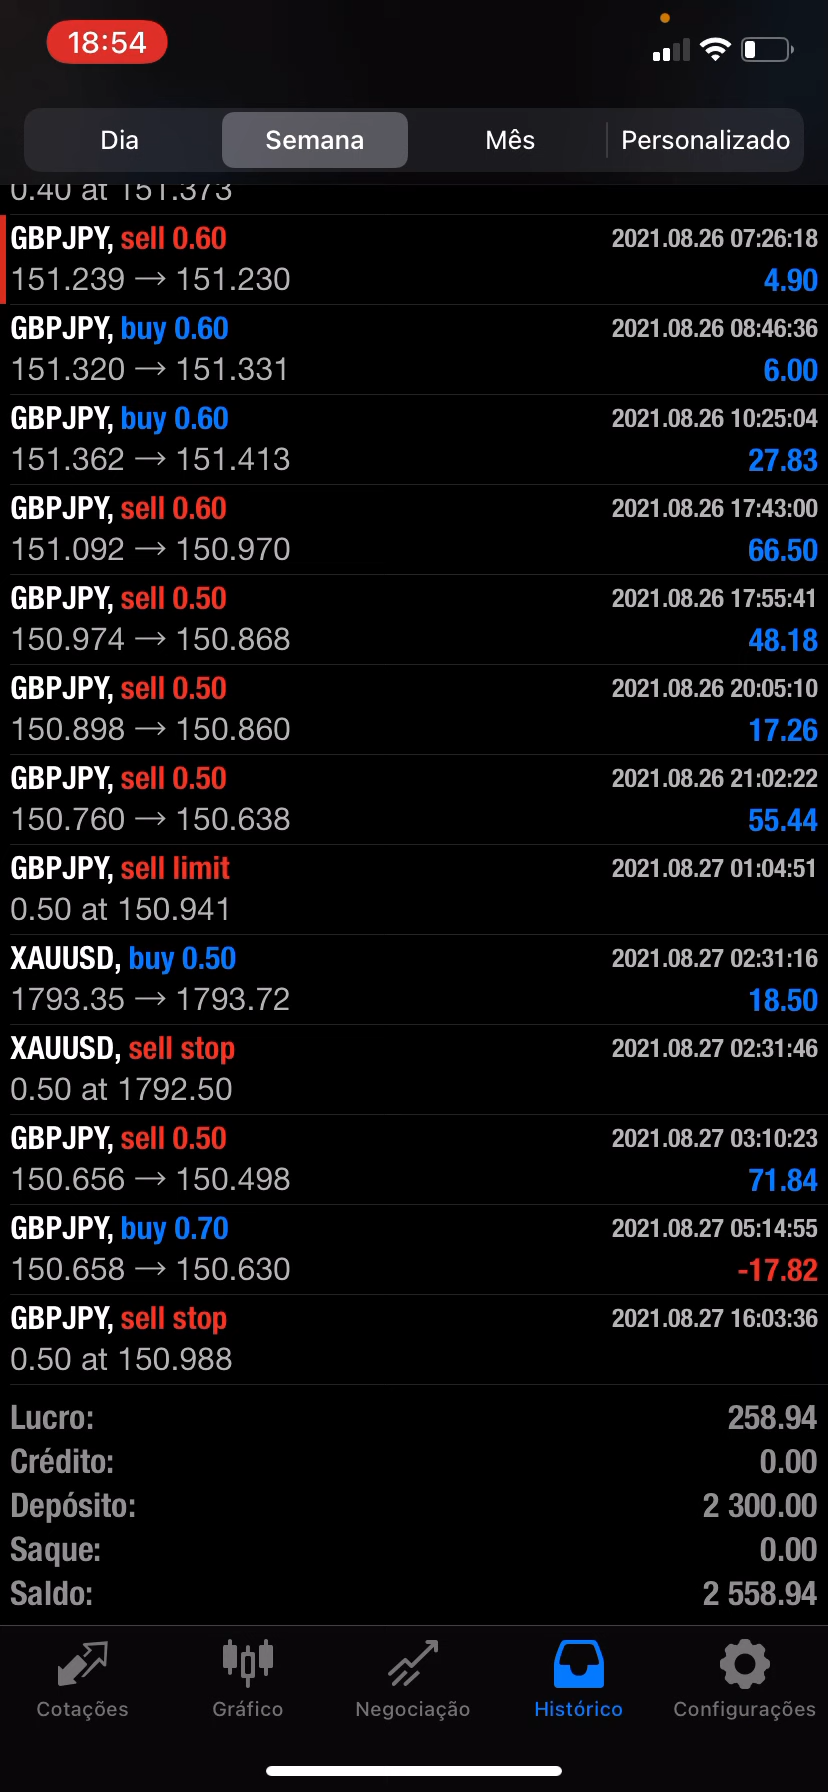 18:54
Dia Semana Mês Personalizado
0.40 at 151.373
GBPJPY, sell 0.60 2021.08.26 07:26:18
151.239 → 151.230 4.90
GBPJPY, buy 0.60 2021.08.26 08:46:36
151.320 → 151.331 6.00
GBPJPY, buy 0.60 2021.08.26 10:25:04
151.362 → 151.413 27.83
GBPJPY, sell 0.60 2021.08.26 17:43:00
151.092 → 150.970 66.50
GBPJPY, sell 0.50 2021.08.26 17:55:41
150.974 → 150.868 48.18
GBPJPY, sell 0.50 2021.08.26 20:05:10
150.898 → 150.860 17.26
GBPJPY, sell 0.50 2021.08.26 21:02:22
150.760 → 150.638 55.44
GBPJPY, sell limit 2021.08.27 01:04:51
0.50 at 150.941
XAUUSD, buy 0.50 2021.08.27 02:31:16
1793.35 → 1793.72 18.50
XAUUSD, sell stop 2021.08.27 02:31:46
0.50 at 1792.50
GBPJPY, sell 0.50 2021.08.27 03:10:23
150.656 → 150.498 71.84
GBPJPY, buy 0.70 2021.08.27 05:14:55
150.658 → 150.630 -17.82
GBPJPY, sell stop 2021.08.27 16:03:36
0.50 at 150.988
Lucro: 258.94
Crédito: 0.00
Depósito: 2 300.00
Saque: 0.00
Saldo: 2 558.94
Cotações Gráfico Negociação Histórico Configurações